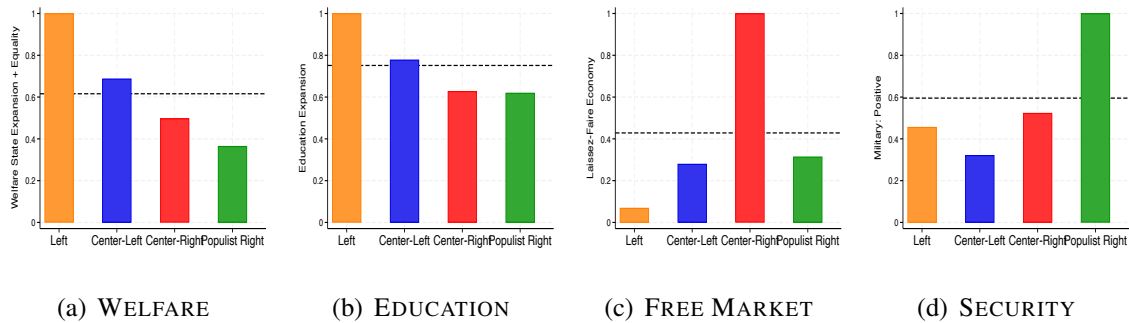 Welfare State Expansion + Equality
1
0.8
0.6
0.4
0.2
0
Left Center-Left Center-Right Populist Right
(a) WELFARE
Education Expansion
1
0.8
0.6
0.4
0.2
0
Left Center-Left Center-Right Populist Right
(b) EDUCATION
Laissez-Faire Economy
1
0.8
0.6
0.4
0.2
0
Left Center-Left Center-Right Populist Right
(c) FREE MARKET
Military: Positive
1
0.8
0.6
0.4
0.2
0
Left Center-Left Center-Right Populist Right
(d) SECURITY